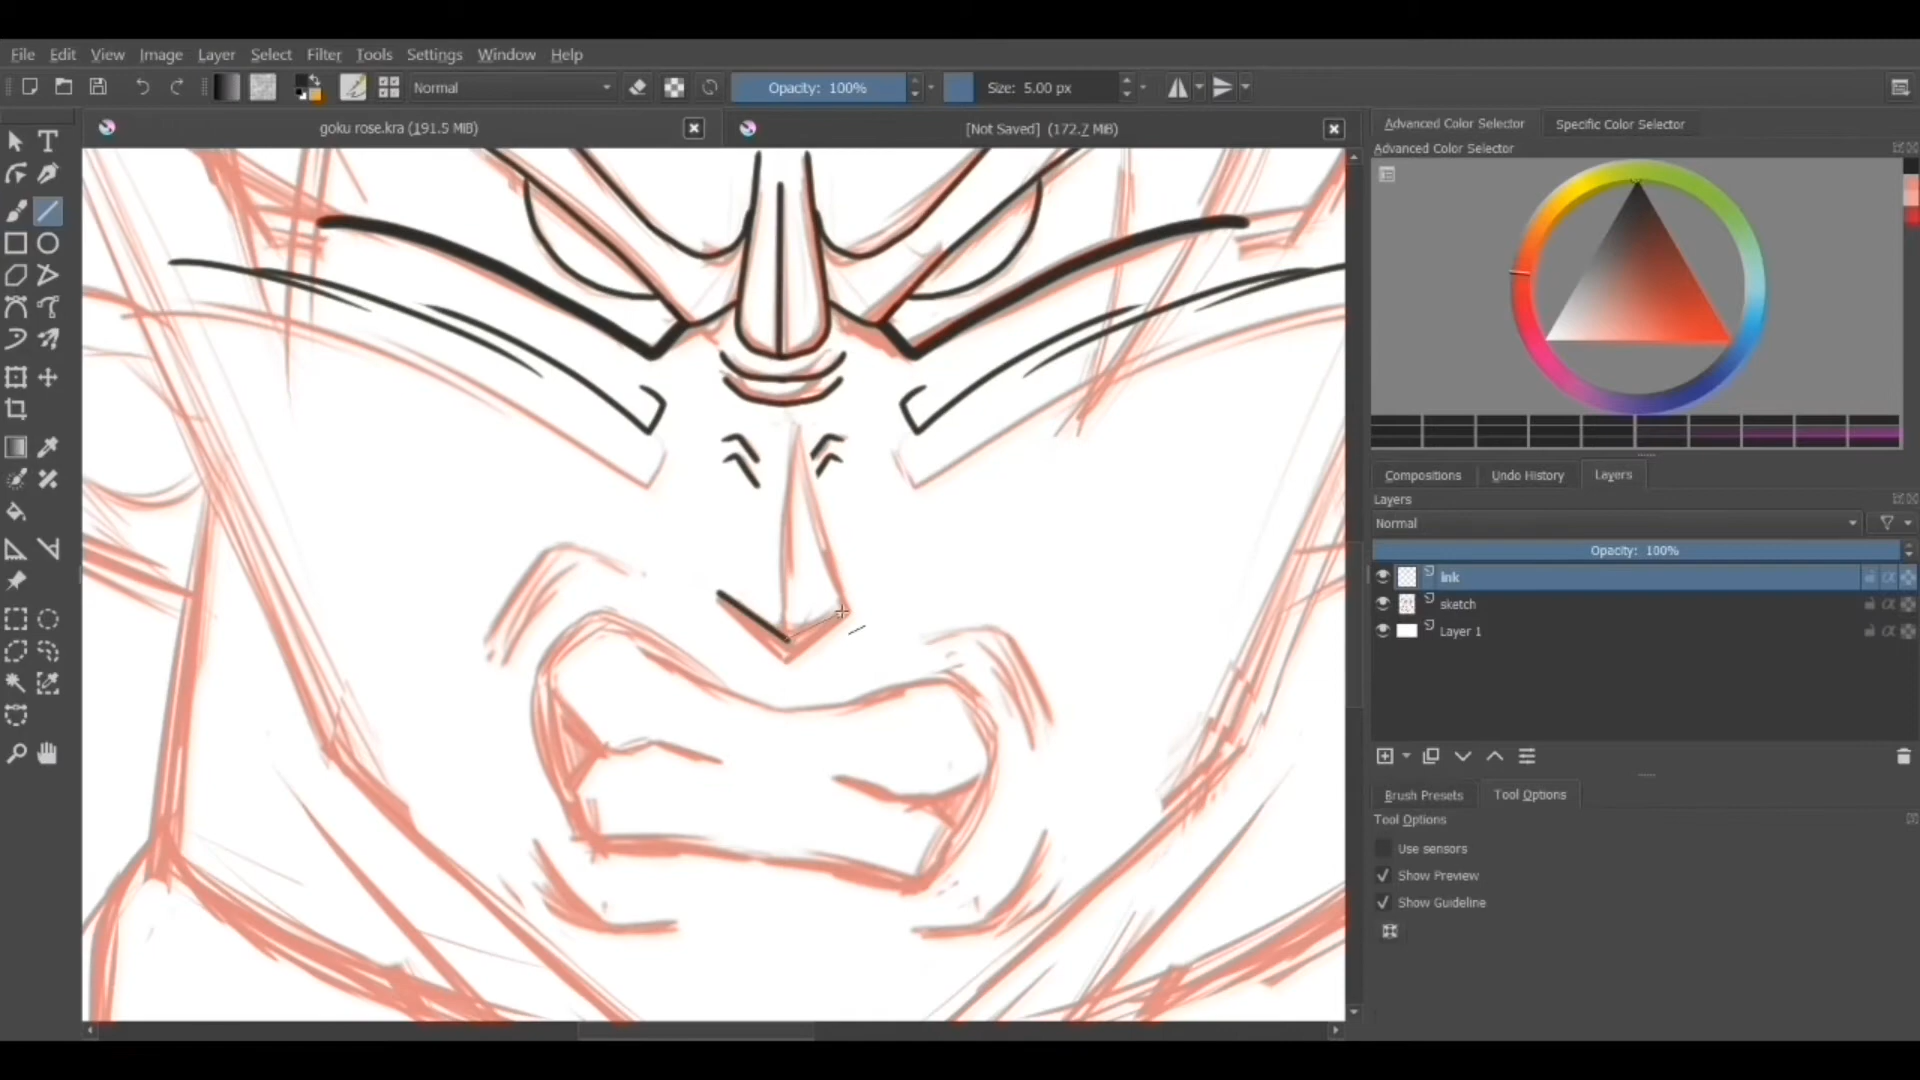 File Edit View Image Layer Select Filter Tools Settings Window Help
Normal Opacity: 100% Size: 5.00 px
goku rose.kra (191.5 MiB) [Not Saved] (172.7 MiB)
Advanced Color Selector Specific Color Selector
Advanced Color Selector
Compositions Undo History Layers
Layers
Normal
Opacity: 100%
ink
sketch
Layer 1
Brush Presets Tool Options
Tool Options
Use sensors
Show Preview
Show Guideline